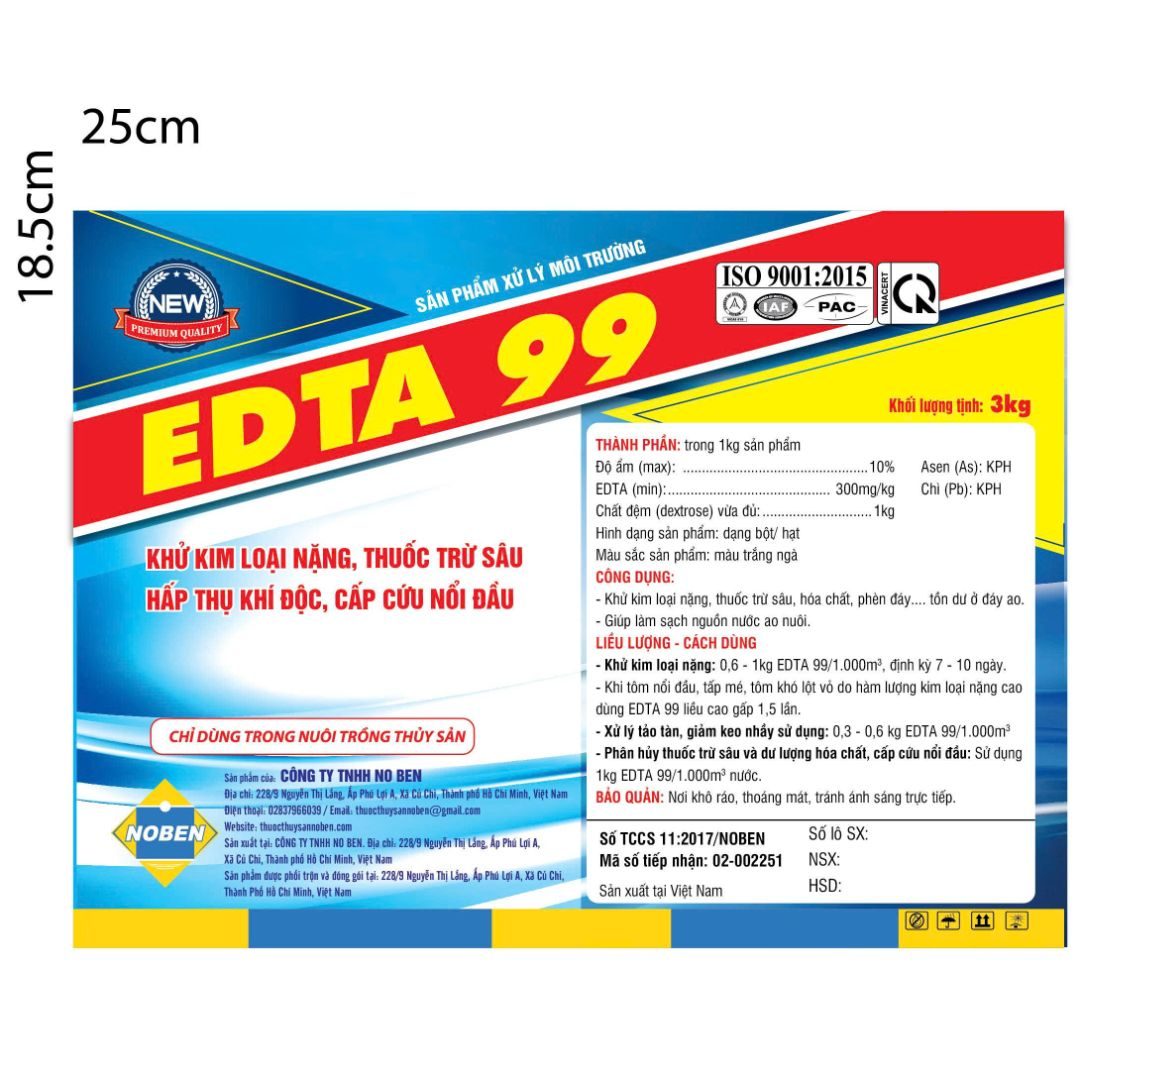 25cm
18.5cm
NEW
PREMIUM QUALITY
SẢN PHẨM XỬ LÝ MÔI TRƯỜNG
EDTA 99
ISO 9001:2015
IAF
PAC
VINACERT
Khối lượng tịnh: 3kg
KHỬ KIM LOẠI NẶNG, THUỐC TRỪ SÂU
HẤP THỤ KHÍ ĐỘC, CẤP CỨU NỔI ĐẦU
CHỈ DÙNG TRONG NUÔI TRỒNG THỦY SẢN
NOBEN
Sản phẩm của: CÔNG TY TNHH NO BEN
Địa chỉ: 228/9 Nguyễn Thị Lắng, Ấp Phú Lợi A, Xã Củ Chi, Thành phố Hồ Chí Minh, Việt Nam
Điện thoại: 02837966039 / Email: thuocthuysannoben@gmail.com
Website: thuocthuysannoben.com
Sản xuất tại: CÔNG TY TNHH NO BEN. Địa chỉ: 228/9 Nguyễn Thị Lắng, Ấp Phú Lợi A,
Xã Củ Chi, Thành phố Hồ Chí Minh, Việt Nam
Sản phẩm được phối trộn và đóng gói tại: 228/9 Nguyễn Thị Lắng, Ấp Phú Lợi A, Xã Củ Chi,
Thành Phố Hồ Chí Minh, Việt Nam
THÀNH PHẦN: trong 1kg sản phẩm
Độ ẩm (max): ................................................10% Asen (As): KPH
EDTA (min):.......................................... 300mg/kg Chì (Pb): KPH
Chất đệm (dextrose) vừa đủ:............................1kg
Hình dạng sản phẩm: dạng bột/ hạt
Màu sắc sản phẩm: màu trắng ngà
CÔNG DỤNG:
- Khử kim loại nặng, thuốc trừ sâu, hóa chất, phèn đáy.... tồn dư ở đáy ao.
- Giúp làm sạch nguồn nước ao nuôi.
LIỀU LƯỢNG - CÁCH DÙNG
- Khử kim loại nặng: 0,6 - 1kg EDTA 99/1.000m³, định kỳ 7 - 10 ngày.
- Khi tôm nổi đầu, tấp mé, tôm khó lột vỏ do hàm lượng kim loại nặng cao
dùng EDTA 99 liều cao gấp 1,5 lần.
- Xử lý tảo tàn, giảm keo nhầy sử dụng: 0,3 - 0,6 kg EDTA 99/1.000m³
- Phân hủy thuốc trừ sâu và dư lượng hóa chất, cấp cứu nổi đầu: Sử dụng
1kg EDTA 99/1.000m³ nước.
BẢO QUẢN: Nơi khô ráo, thoáng mát, tránh ánh sáng trực tiếp.
Số TCCS 11:2017/NOBEN
Mã số tiếp nhận: 02-002251
Sản xuất tại Việt Nam
Số lô SX:
NSX:
HSD: